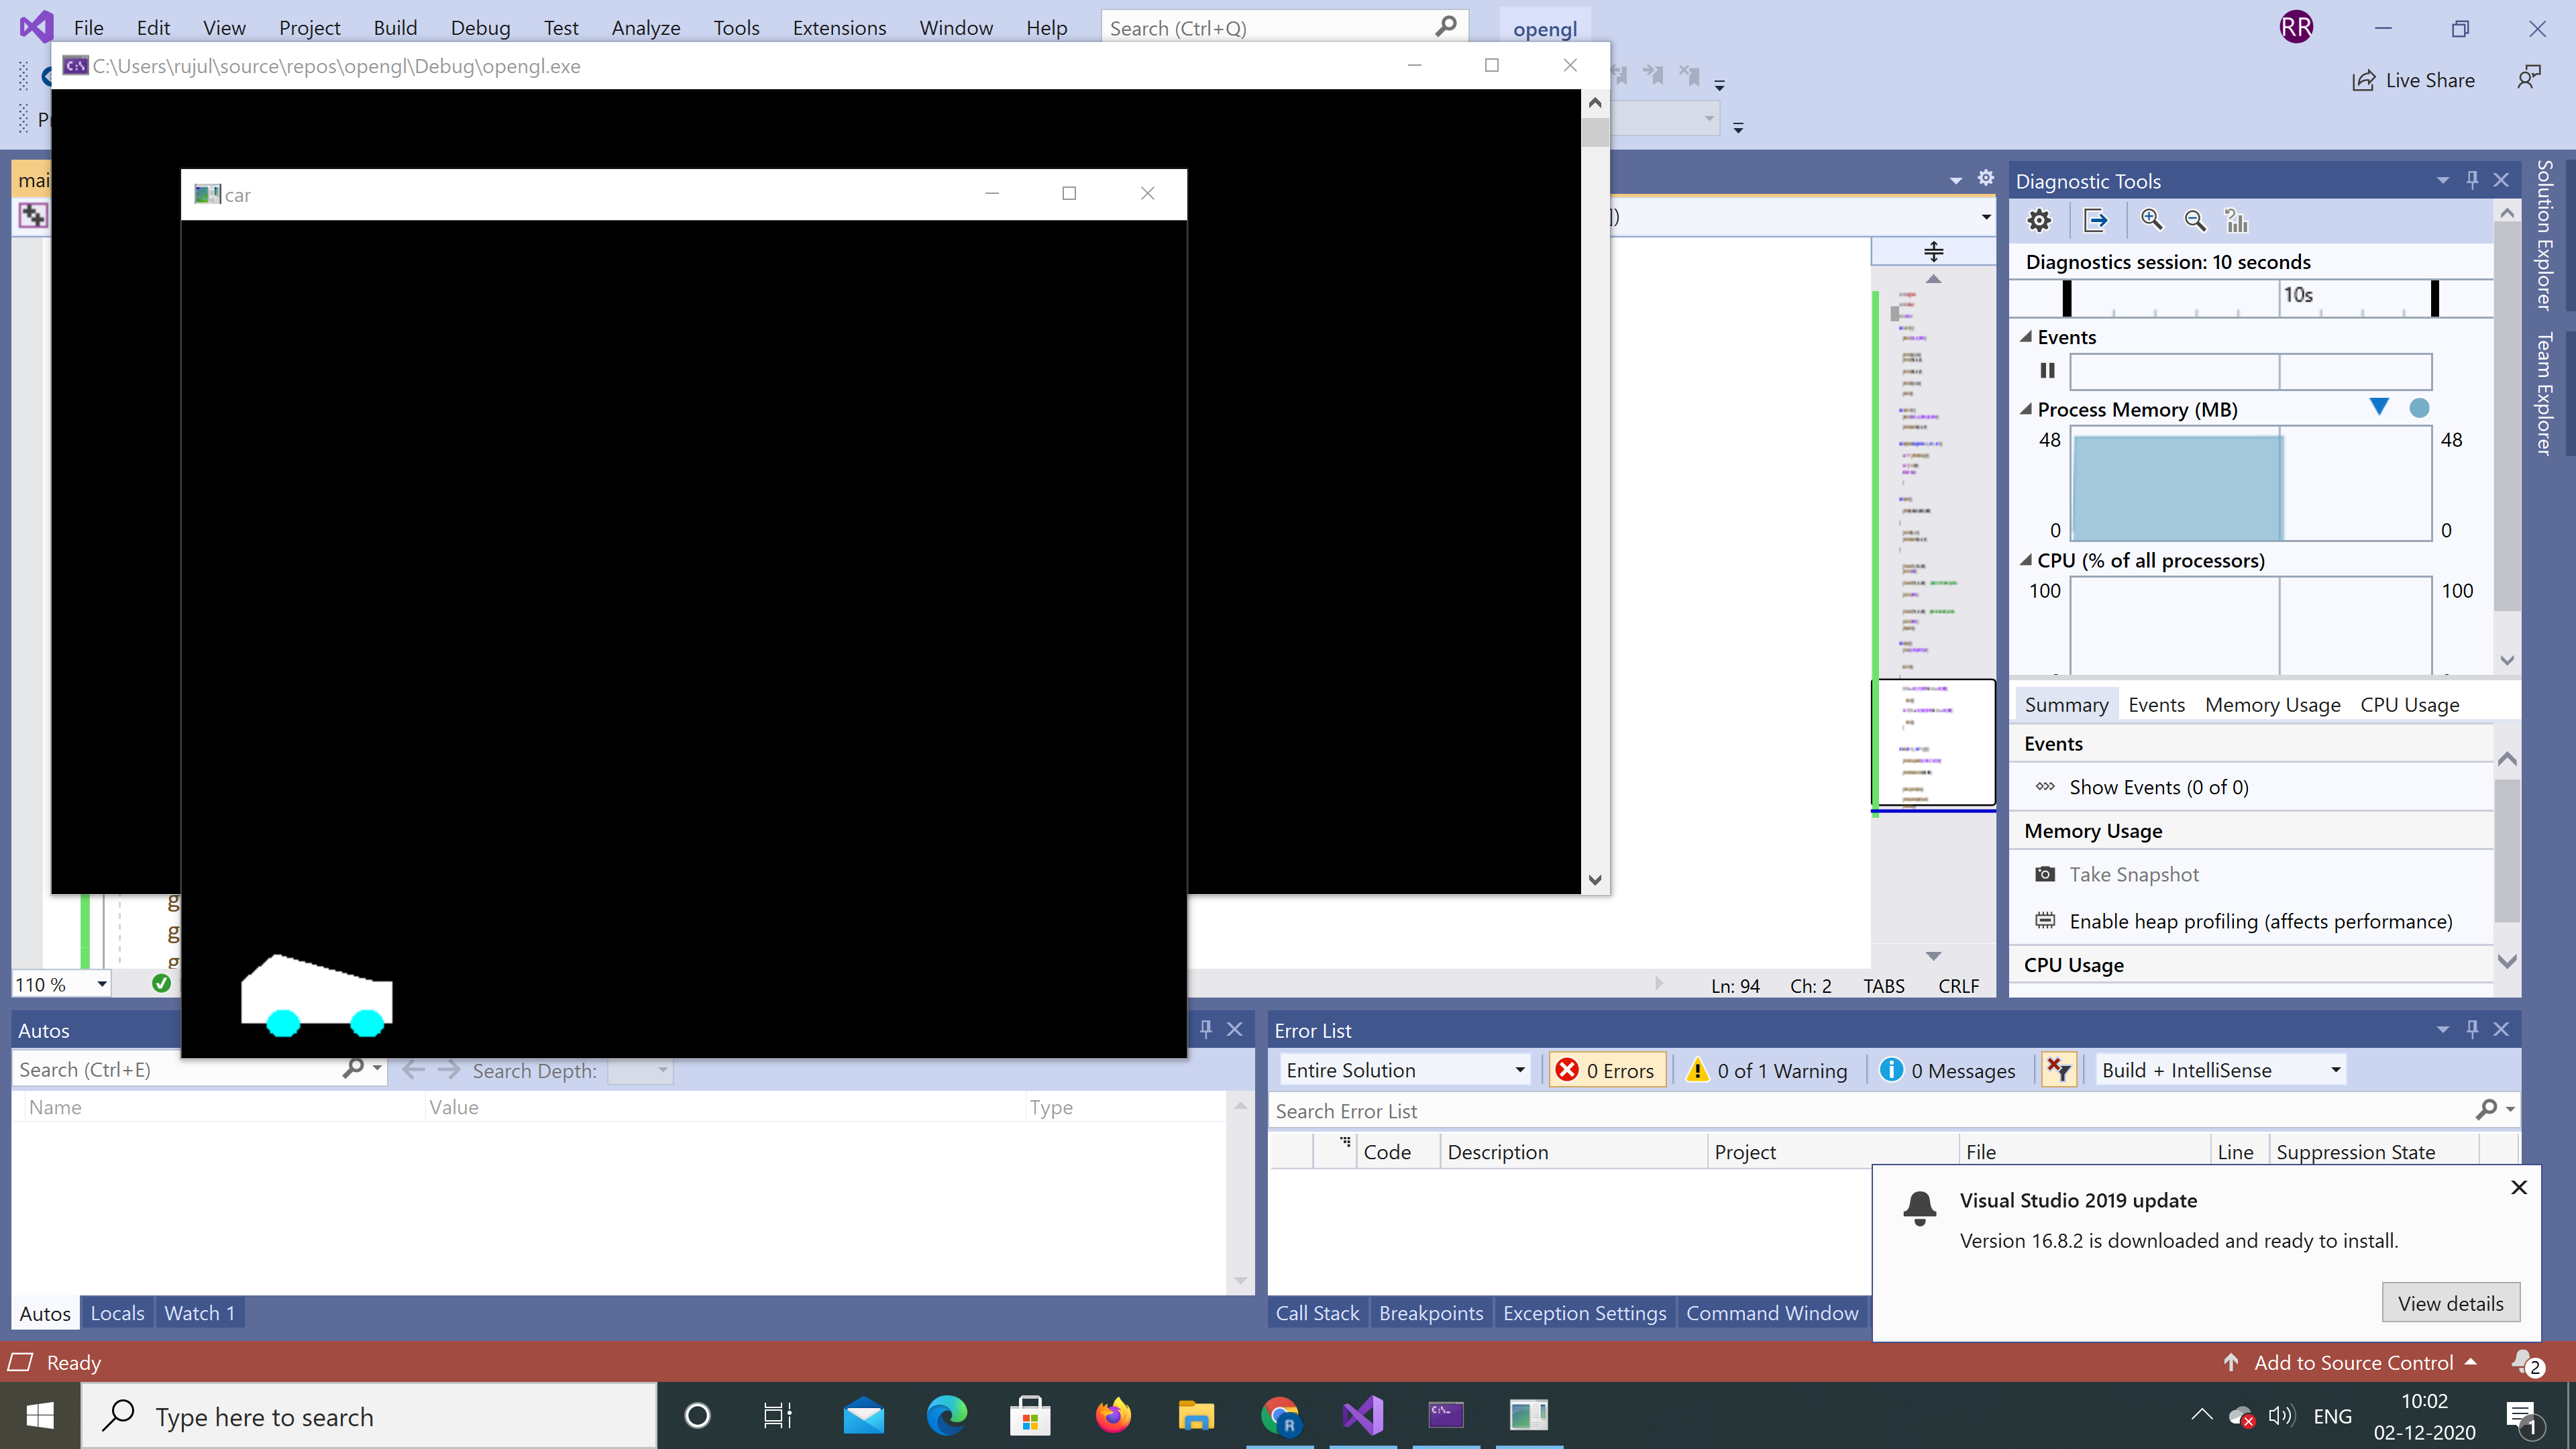 File Edit View Project Build Debug Test Analyze Tools Extensions Window Help Search (Ctrl+Q) opengl RR
C:\Users\rujul\source\repos\opengl\Debug\opengl.exe
Live Share
car
Diagnostic Tools
Diagnostics session: 10 seconds
10s
Events
Process Memory (MB)
48 48
0 0
CPU (% of all processors)
100 100
Summary Events Memory Usage CPU Usage
Events
Show Events (0 of 0)
Memory Usage
Take Snapshot
Enable heap profiling (affects performance)
CPU Usage
Solution Explorer
Team Explorer
g
g
g
110 %
Ln: 94 Ch: 2 TABS CRLF
Autos
Search (Ctrl+E) Search Depth:
Name Value Type
Autos Locals Watch 1
Error List
Entire Solution 0 Errors 0 of 1 Warning 0 Messages Build + IntelliSense
Search Error List
Code Description Project File Line Suppression State
Call Stack Breakpoints Exception Settings Command Window
Visual Studio 2019 update
Version 16.8.2 is downloaded and ready to install.
View details
Ready
Add to Source Control 2
Type here to search
ENG
10:02
02-12-2020
1